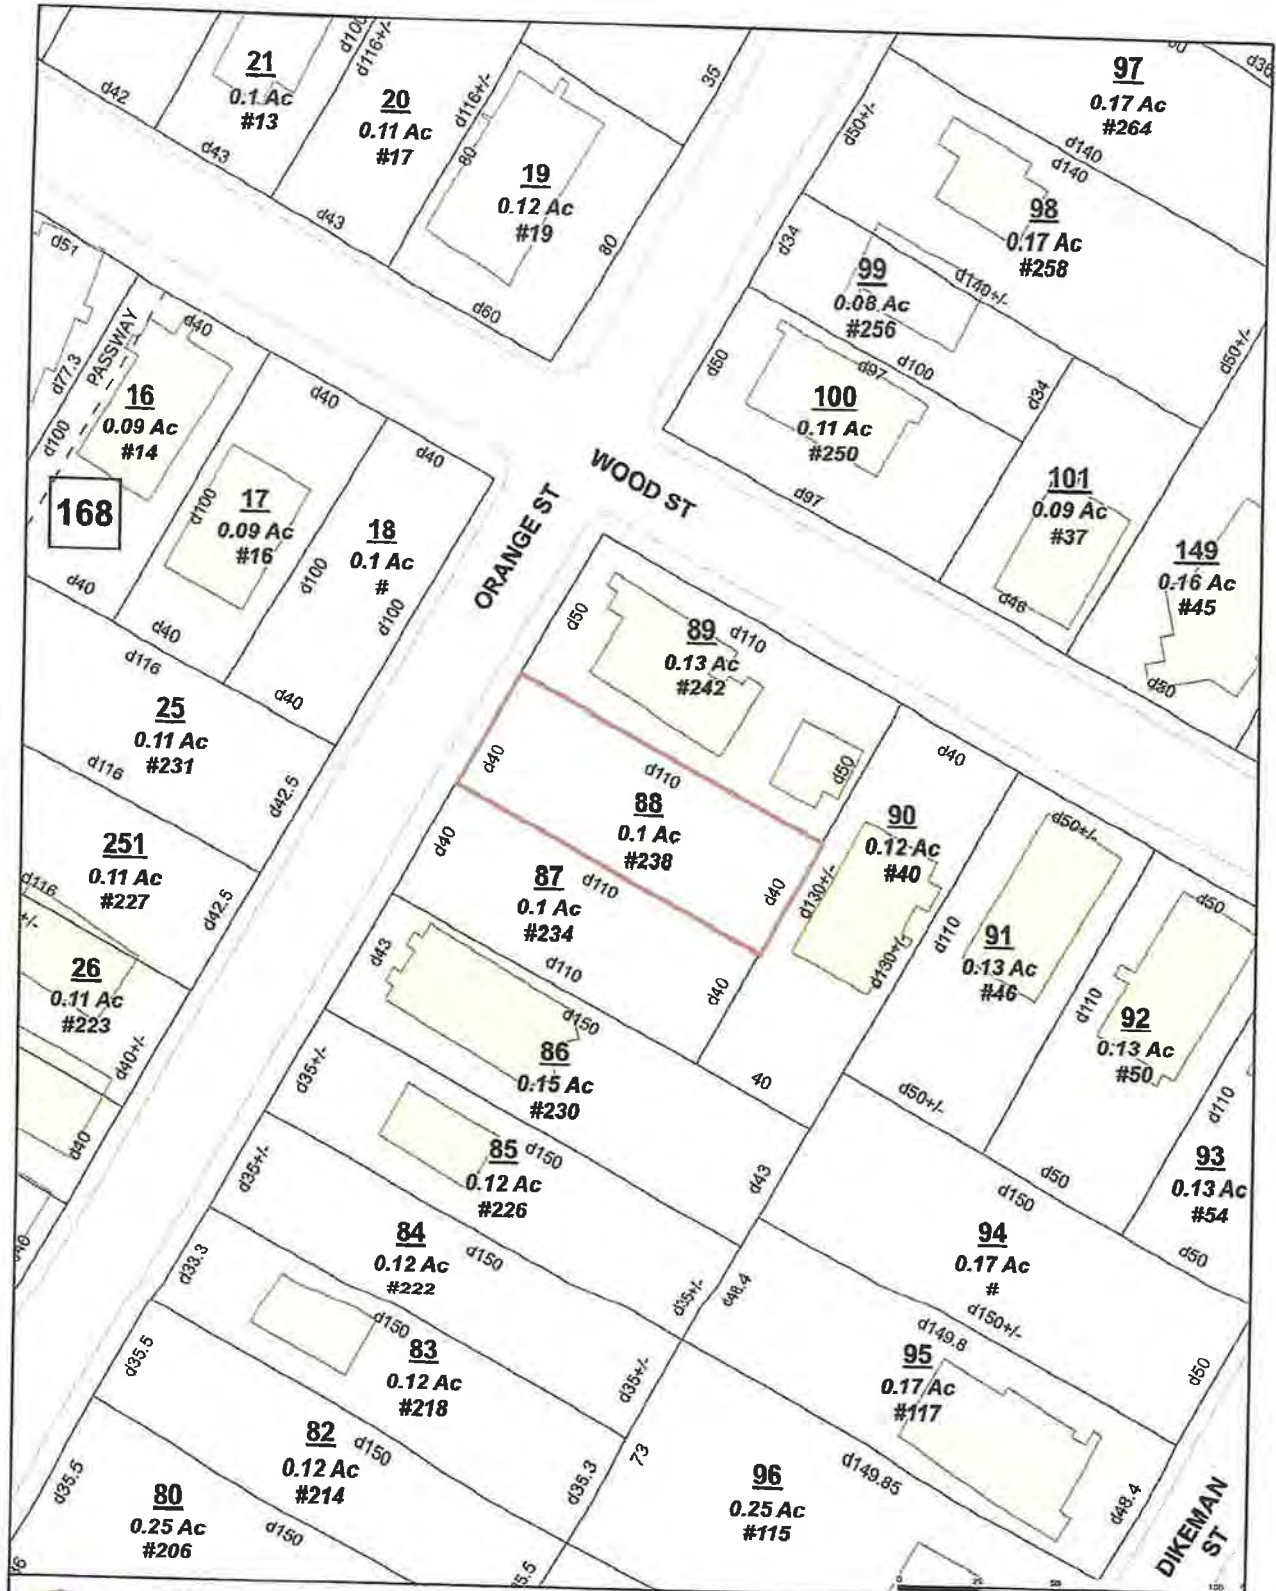 21
0.1 Ac
#13
d42
d43
d100
d116+/-
20
0.11 Ac
#17
d43
d116+/-
80
19
0.12 Ac
#19
80
d60
35
97
0.17 Ac
#264
d36
d50+/-
d140
d140
98
0.17 Ac
#258
d34
99
0.08 Ac
#256
d140+/-
d100
d50
d97
100
0.11 Ac
#250
d97
d34
d50+/-
101
0.09 Ac
#37
d46
149
0.16 Ac
#45
d50
d51
d77.3
PASSWAY
d40
d100
16
0.09 Ac
#14
168
d40
d40
17
0.09 Ac
#16
d100
d40
d40
18
0.1 Ac
#
d100
d100
d40
ORANGE ST
WOOD ST
d116
25
0.11 Ac
#231
d42.5
d116
251
0.11 Ac
#227
d42.5
d116
+/-
26
0.11 Ac
#223
d40+/-
d40
d50
89
0.13 Ac
#242
d110
d50
d40
d110
88
0.1 Ac
#238
d110
d40
d40
87
0.1 Ac
#234
d110
d40
d40
90
0.12 Ac
#40
d130+/-
d130+/-
d110
40
d50+/-
91
0.13 Ac
#46
d50+/-
d110
d50
92
0.13 Ac
#50
d50
d110
93
0.13 Ac
#54
d50
d43
86
0.15 Ac
#230
d150
d43
d35+/-
85
0.12 Ac
#226
d150
d35+/-
d35+/-
84
0.12 Ac
#222
d150
d35+/-
d33.3
83
0.12 Ac
#218
d150
d35.5
82
0.12 Ac
#214
d150
d35.3
d35.5
80
0.25 Ac
#206
d150
94
0.17 Ac
#
d150
d150+/-
d48.4
d50
95
0.17 Ac
#117
d149.8
d149.85
d48.4
73
96
0.25 Ac
#115
DIKEMAN
ST